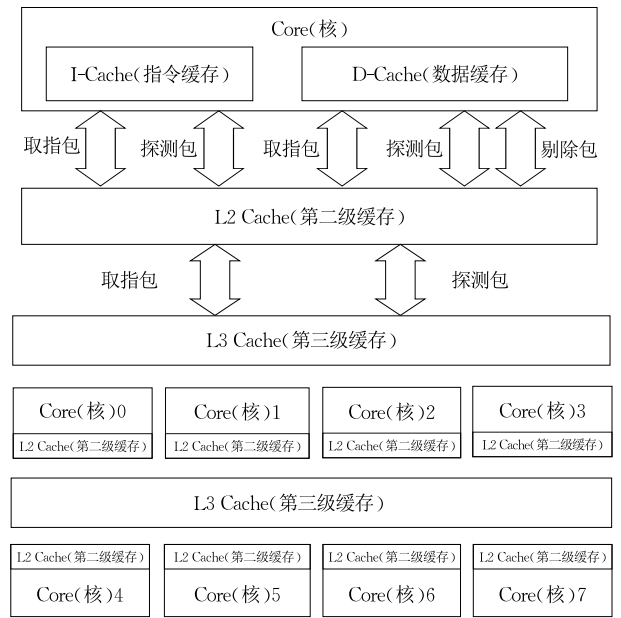 Core(核)
I-Cache(指令缓存) D-Cache(数据缓存)
取指包 探测包 取指包 探测包 剔除包
L2 Cache(第二级缓存)
取指包 探测包
L3 Cache(第三级缓存)
Core(核)0 Core(核)1 Core(核)2 Core(核)3
L2 Cache(第二级缓存) L2 Cache(第二级缓存) L2 Cache(第二级缓存) L2 Cache(第二级缓存)
L3 Cache(第三级缓存)
L2 Cache(第二级缓存) L2 Cache(第二级缓存) L2 Cache(第二级缓存) L2 Cache(第二级缓存)
Core(核)4 Core(核)5 Core(核)6 Core(核)7